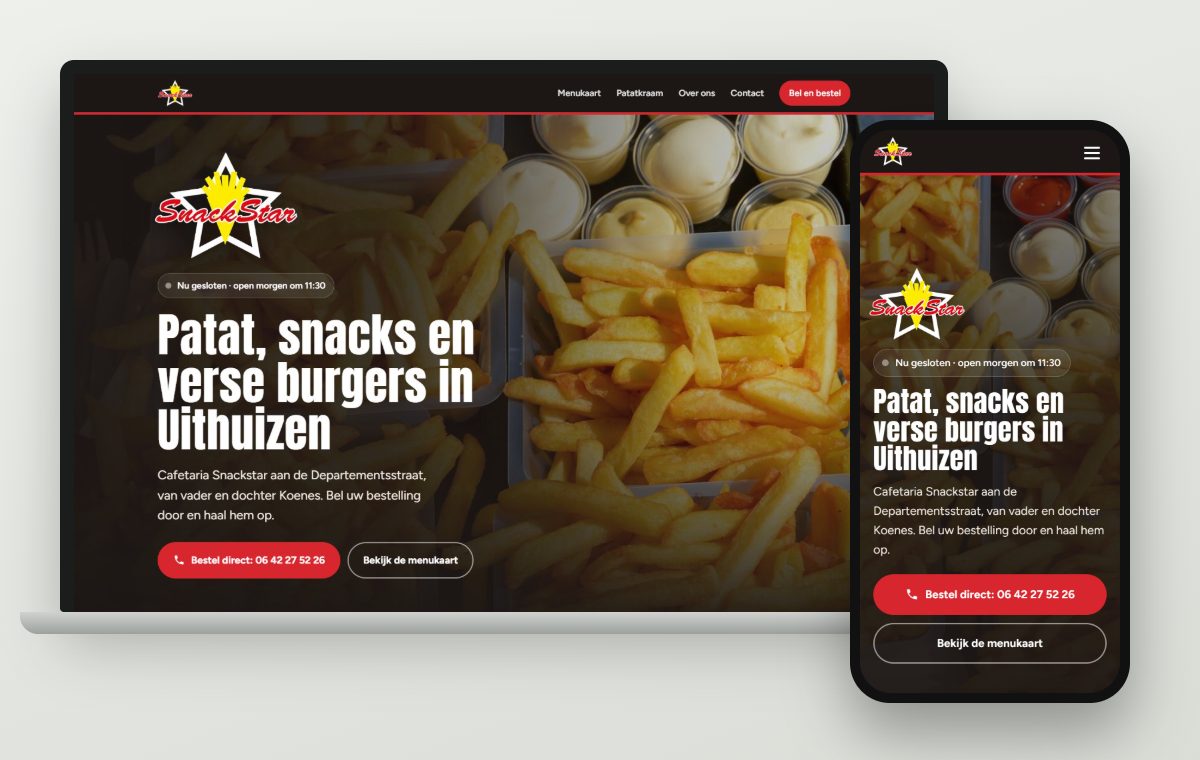 SnackStar
Menukaart
Patatkraam
Over ons
Contact
Bel en bestel
SnackStar
Nu gesloten · open morgen om 11:30
Patat, snacks en
verse burgers in
Uithuizen
Cafetaria Snackstar aan de Departementsstraat,
van vader en dochter Koenes. Bel uw bestelling
door en haal hem op.
Bestel direct: 06 42 27 52 26
Bekijk de menukaart
SnackStar
SnackStar
Nu gesloten · open morgen om 11:30
Patat, snacks en
verse burgers in
Uithuizen
Cafetaria Snackstar aan de
Departementsstraat, van vader en dochter
Koenes. Bel uw bestelling door en haal hem
op.
Bestel direct: 06 42 27 52 26
Bekijk de menukaart